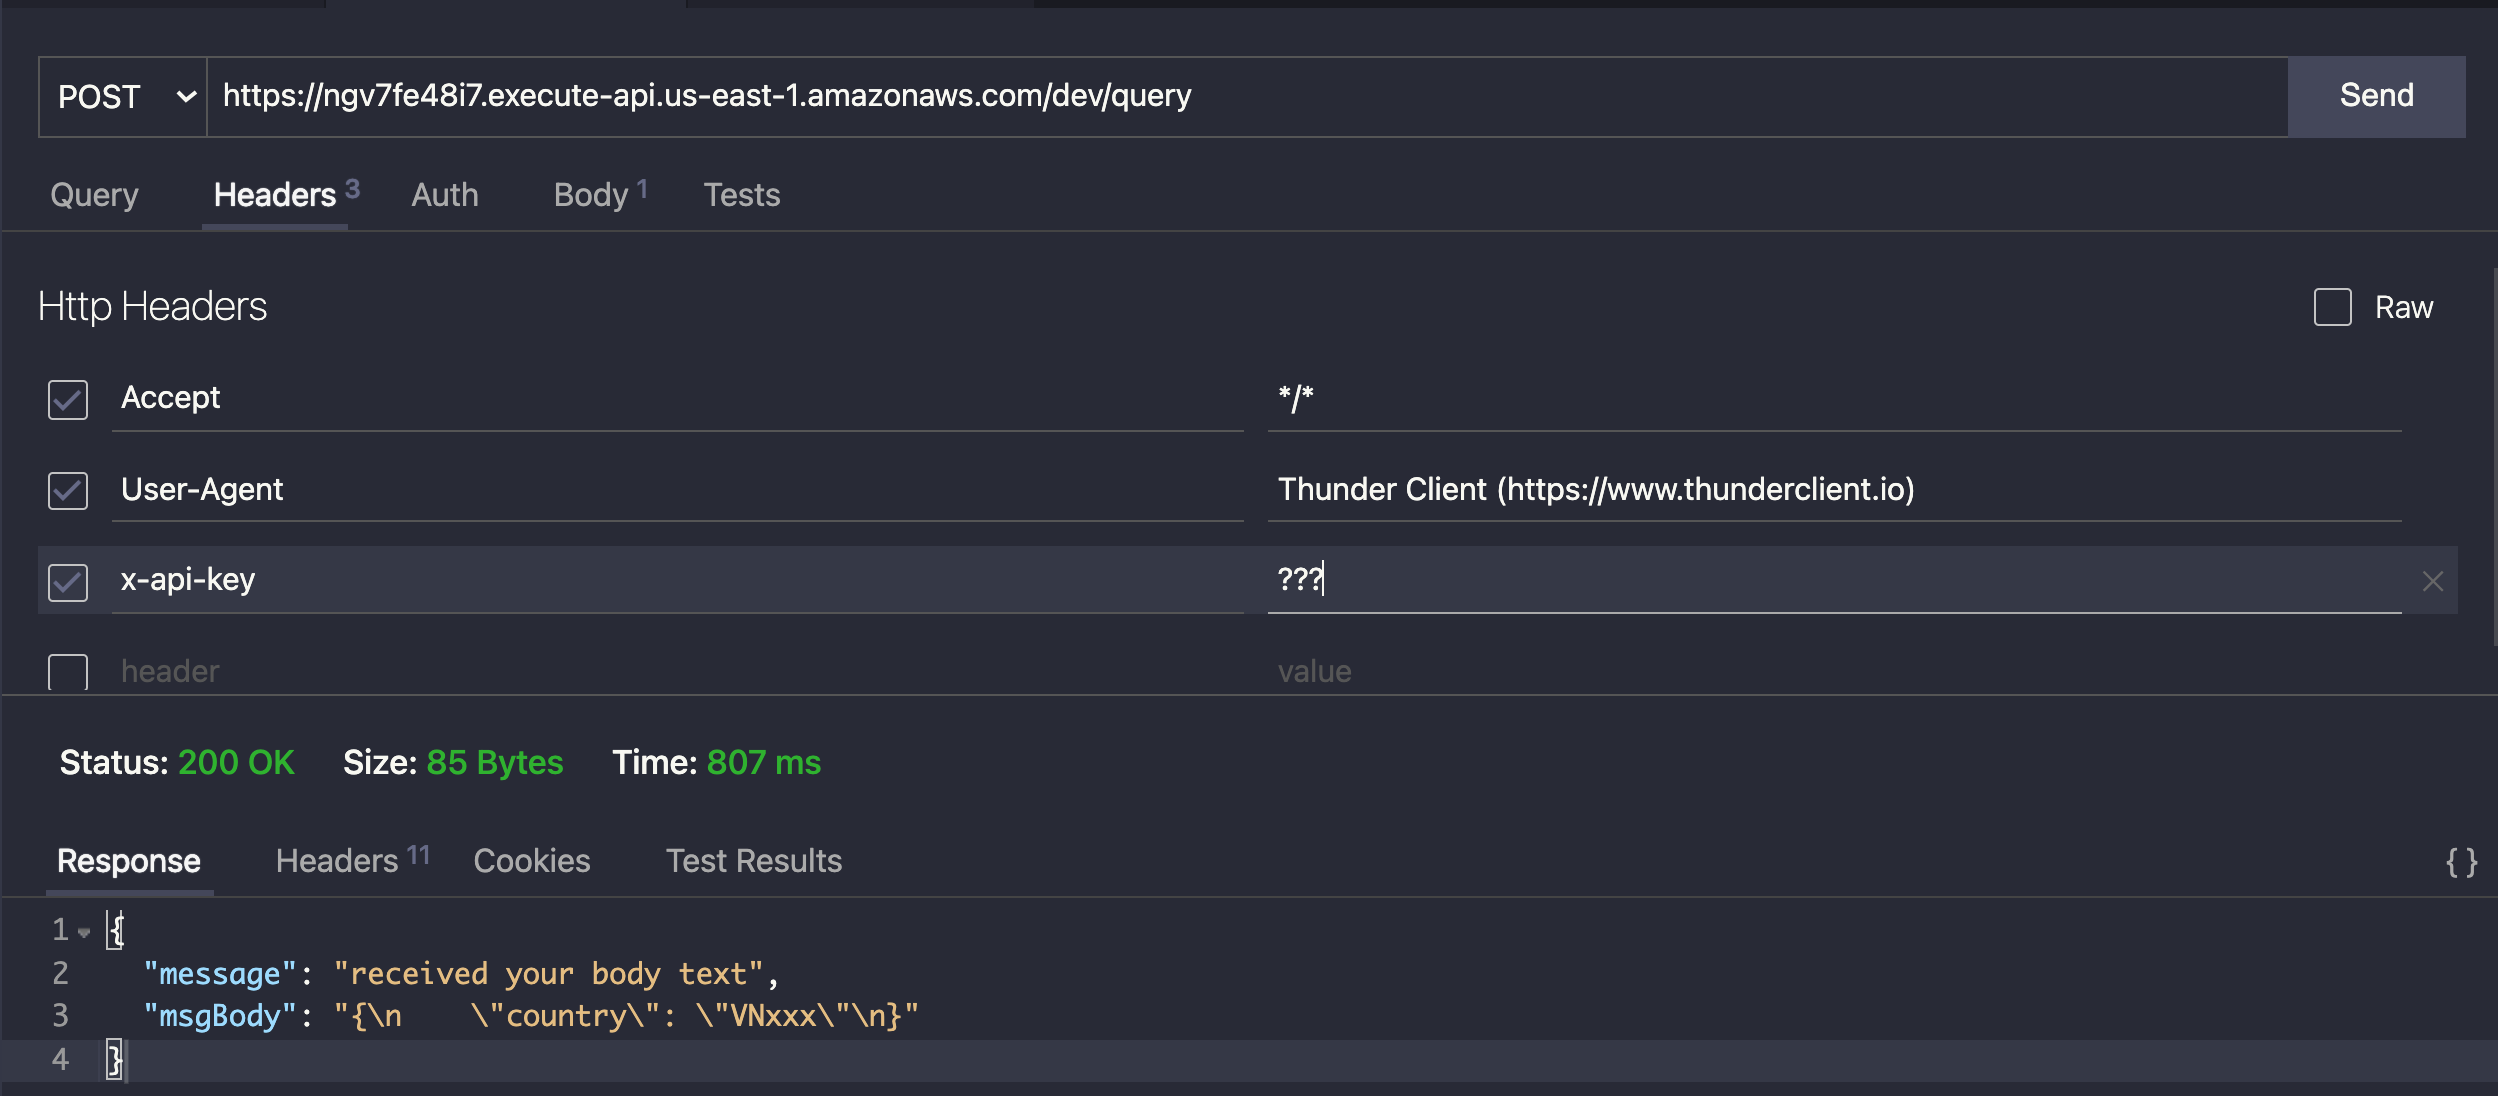 POST https://ngv7fe48i7.execute-api.us-east-1.amazonaws.com/dev/query Send
Query Headers 3 Auth Body 1 Tests
Http Headers Raw
Accept */*
User-Agent Thunder Client (https://www.thunderclient.io)
x-api-key ???
header value
Status: 200 OK Size: 85 Bytes Time: 807 ms
Response Headers 11 Cookies Test Results { }
1 {
2 "message": "received your body text",
3 "msgBody": "{\n    \"country\": \"VNxxx\"\n}"
4 }